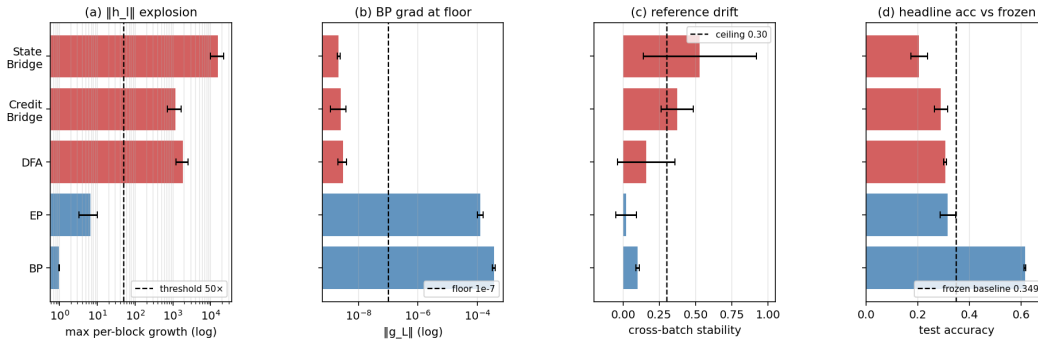 (a) ‖h_l‖ explosion
State
Bridge
Credit
Bridge
DFA
EP
BP
threshold 50×
10⁰ 10¹ 10² 10³ 10⁴
max per-block growth (log)
(b) BP grad at floor
floor 1e-7
10⁻⁸ 10⁻⁶ 10⁻⁴
‖g_L‖ (log)
(c) reference drift
ceiling 0.30
0.00 0.25 0.50 0.75 1.00
cross-batch stability
(d) headline acc vs frozen
frozen baseline 0.349
0.0 0.2 0.4 0.6
test accuracy